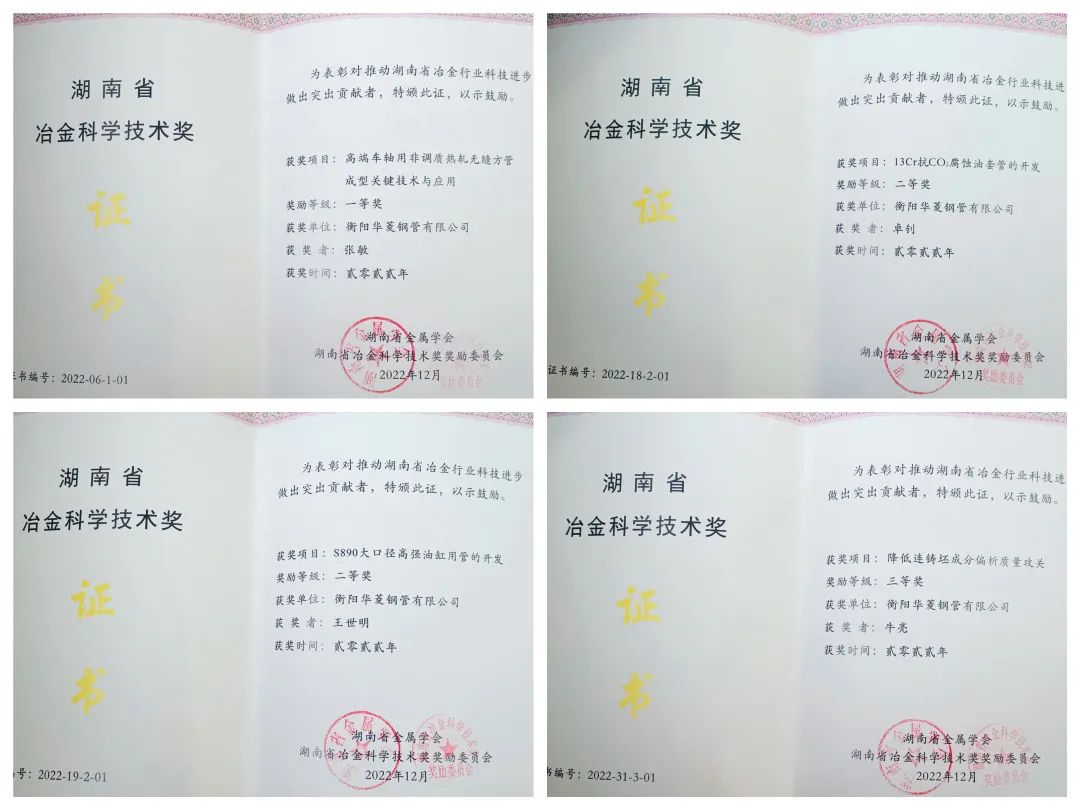 湖南省
冶金科学技术奖
证
书
证书编号：2022-06-1-01
为表彰对推动湖南省冶金行业科技进步
做出突出贡献者，特颁此证，以示鼓励。
获奖项目：高端车轴用非调质热轧无缝方管
成型关键技术与应用
奖励等级：一等奖
获奖单位：衡阳华菱钢管有限公司
获 奖 者：张敏
获奖时间：贰零贰贰年
湖南省金属学会
湖南省冶金科学技术奖奖励委员会
2022年12月
湖南省
冶金科学技术奖
证
书
证书编号：2022-18-2-01
为表彰对推动湖南省冶金行业科技进
做出突出贡献者，特颁此证，以示鼓励。
获奖项目：13Cr抗CO₂腐蚀油套管的开发
奖励等级：二等奖
获奖单位：衡阳华菱钢管有限公司
获 奖 者：卓钊
获奖时间：贰零贰贰年
湖南省金属学会
湖南省冶金科学技术奖奖励委员会
2022年12月
湖南省
冶金科学技术奖
证
书
号：2022-19-2-01
为表彰对推动湖南省冶金行业科技进步
做出突出贡献者，特颁此证，以示鼓励。
获奖项目：S890大口径高强油缸用管的开发
奖励等级：二等奖
获奖单位：衡阳华菱钢管有限公司
获 奖 者：王世明
获奖时间：贰零贰贰年
湖南省金属学会
湖南省冶金科学技术奖奖励委员会
2022年12月
湖南省
冶金科学技术奖
证
书
书编号：2022-31-3-01
为表彰对推动湖南省冶金行业科技进
做出突出贡献者，特颁此证，以示鼓励。
获奖项目：降低连铸坯成分偏析质量攻关
奖励等级：三等奖
获奖单位：衡阳华菱钢管有限公司
获 奖 者：牛亮
获奖时间：贰零贰贰年
湖南省金属学会
湖南省冶金科学技术奖奖励委员会
2022年12月